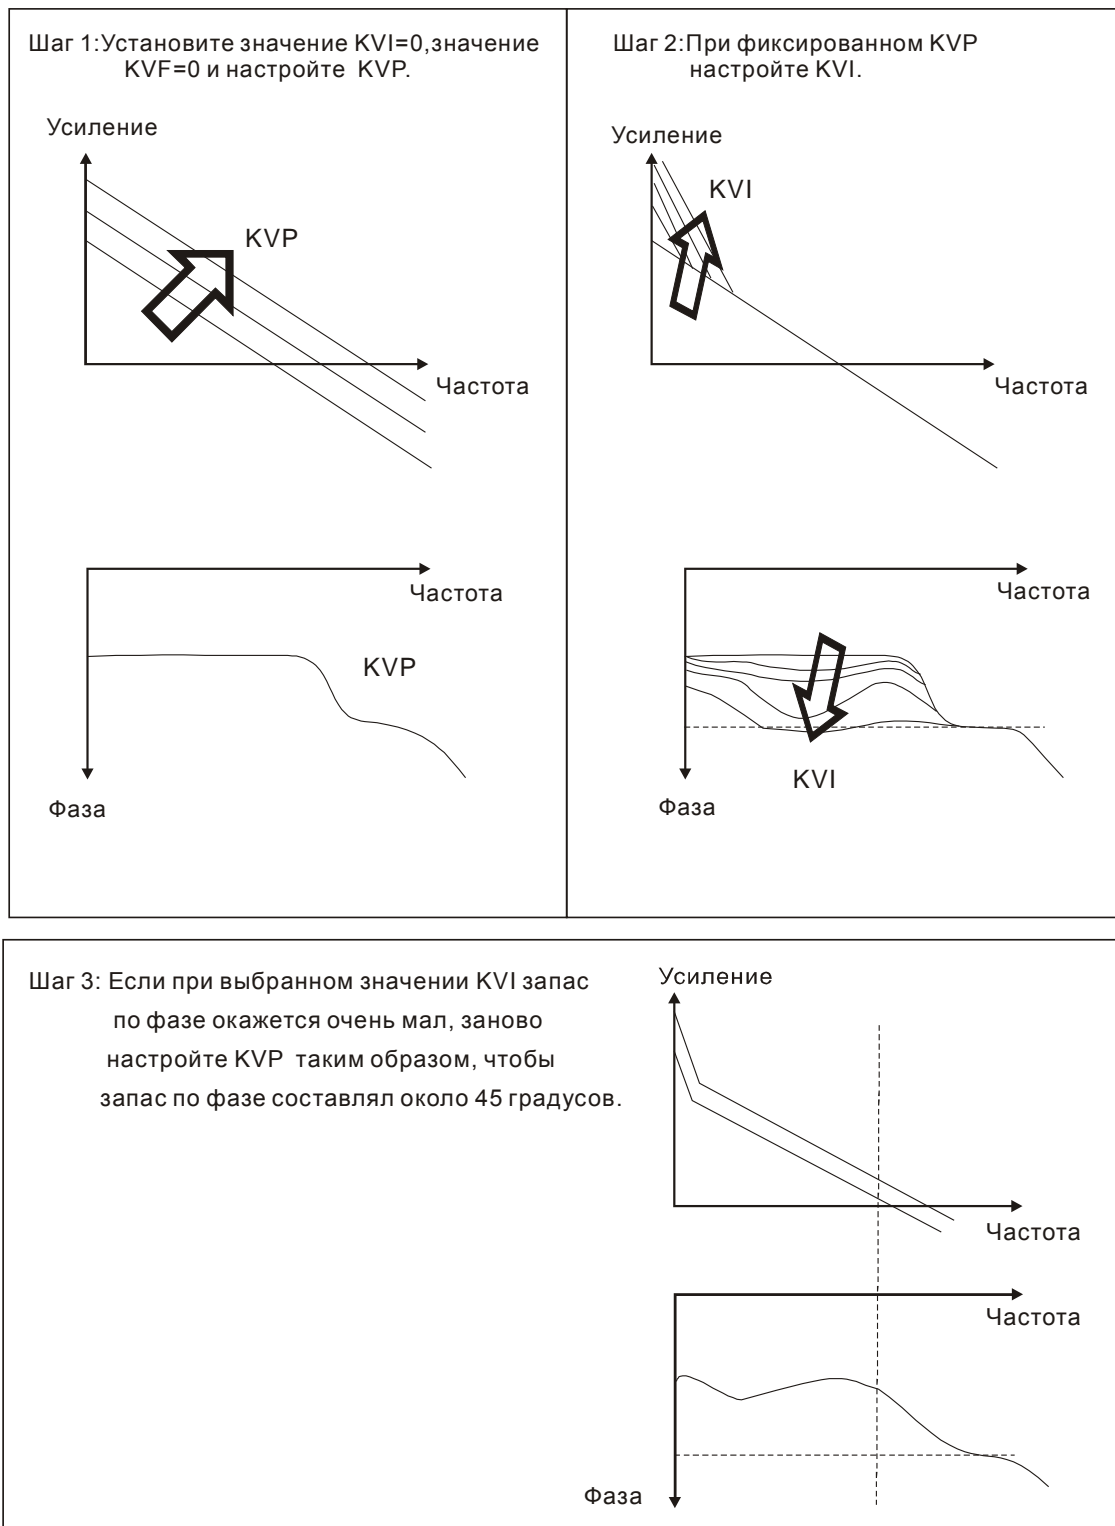 Шаг 1:Установите значение KVI=0,значение
KVF=0 и настройте KVP.
Усиление
KVP
Частота
Частота
KVP
Фаза
Шаг 2:При фиксированном KVP
настройте KVI.
Усиление
KVI
Частота
Частота
KVI
Фаза
Шаг 3: Если при выбранном значении KVI запас
по фазе окажется очень мал, заново
настройте KVP таким образом, чтобы
запас по фазе составлял около 45 градусов.
Усиление
Частота
Частота
Фаза